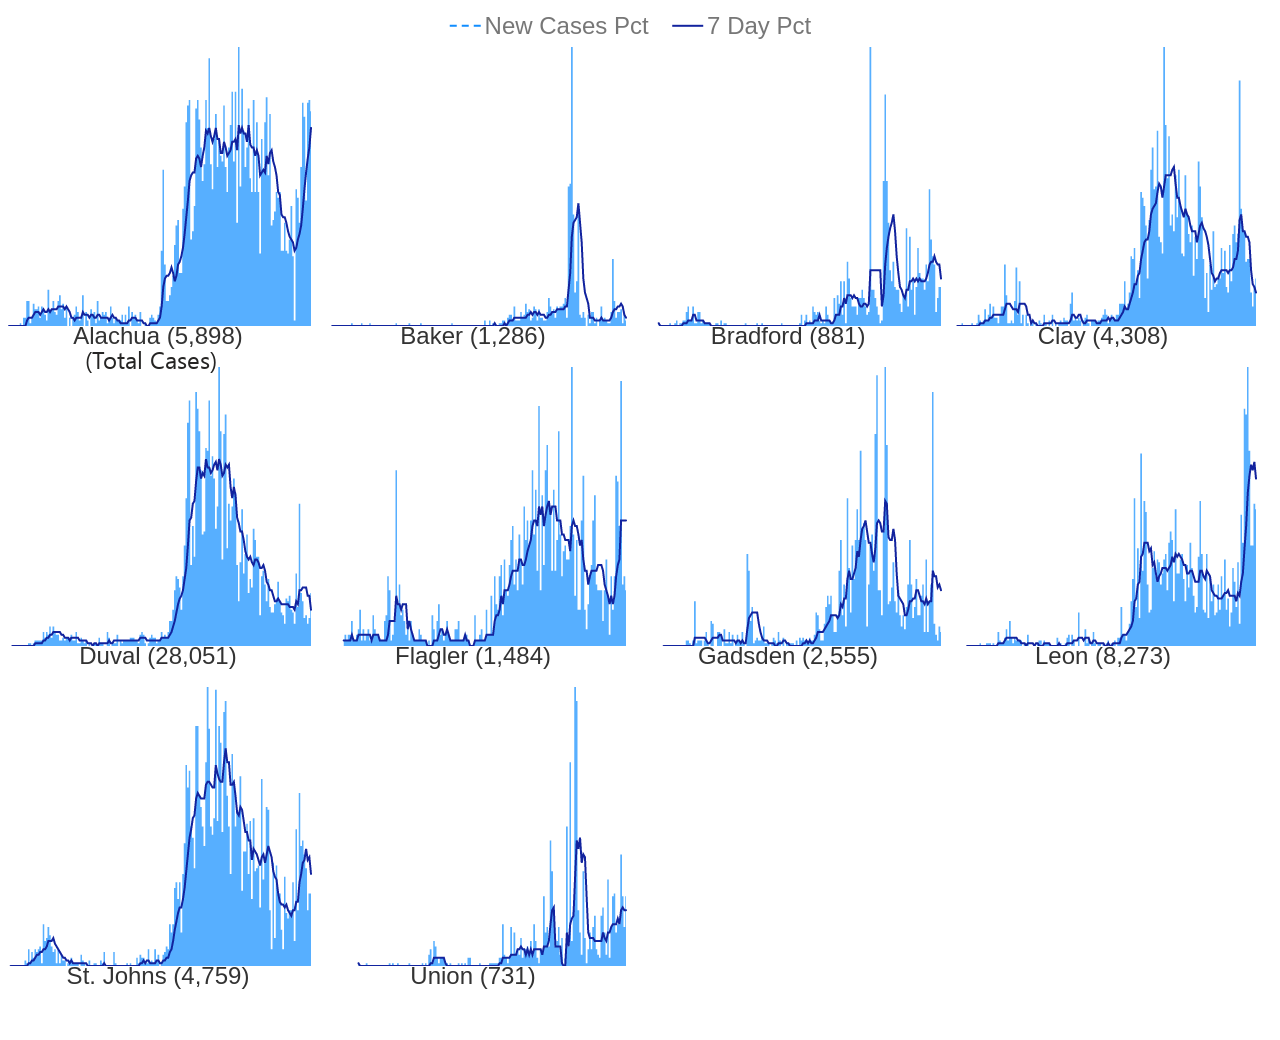 New Cases Pct 7 Day Pct
Alachua (5,898) Baker (1,286) Bradford (881) Clay (4,308)
(Total Cases)
Duval (28,051) Flagler (1,484) Gadsden (2,555) Leon (8,273)
St. Johns (4,759) Union (731)